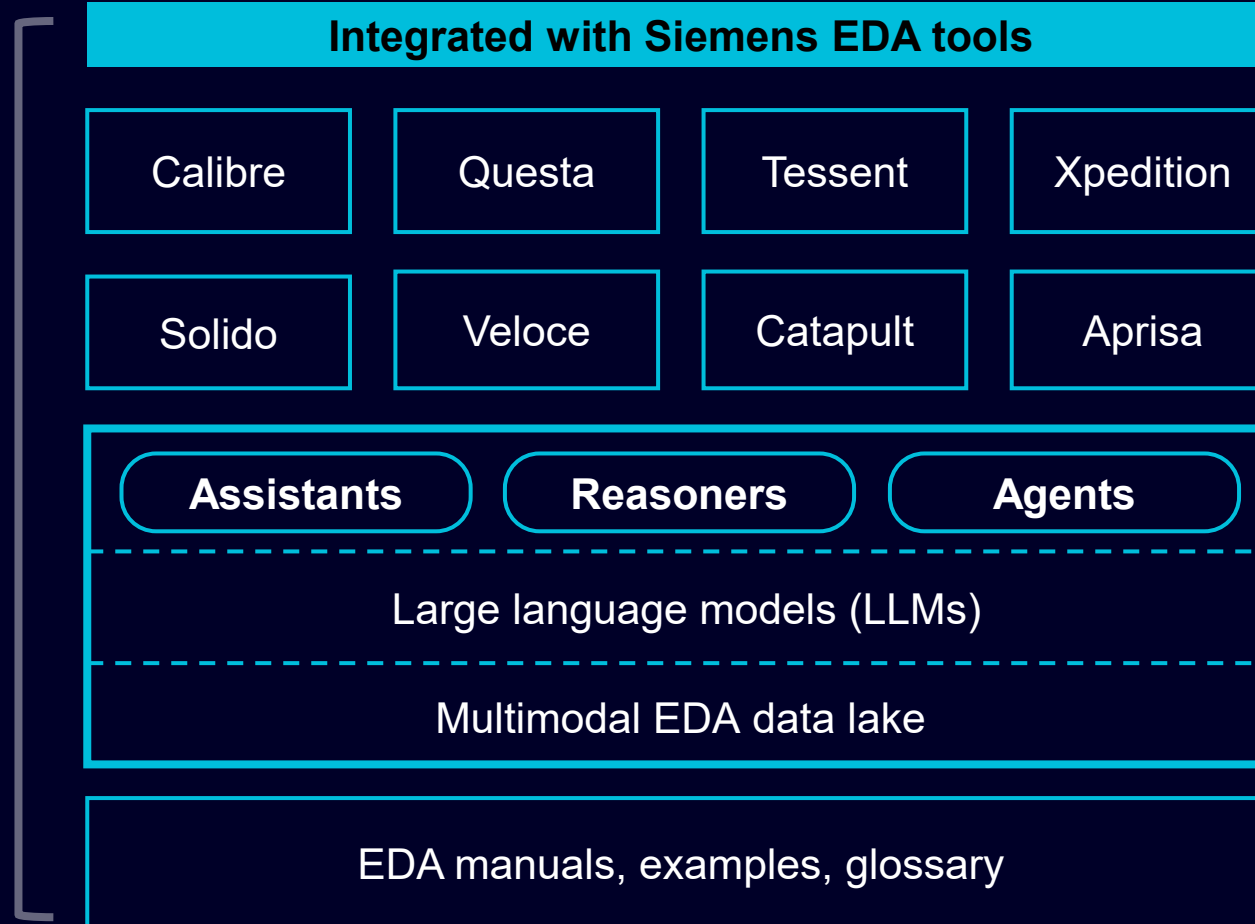 Integrated with Siemens EDA tools
Calibre
Questa
Tessent
Xpedition
Solido
Veloce
Catapult
Aprisa
Assistants
Reasoners
Agents
Large language models (LLMs)
Multimodal EDA data lake
EDA manuals, examples, glossary